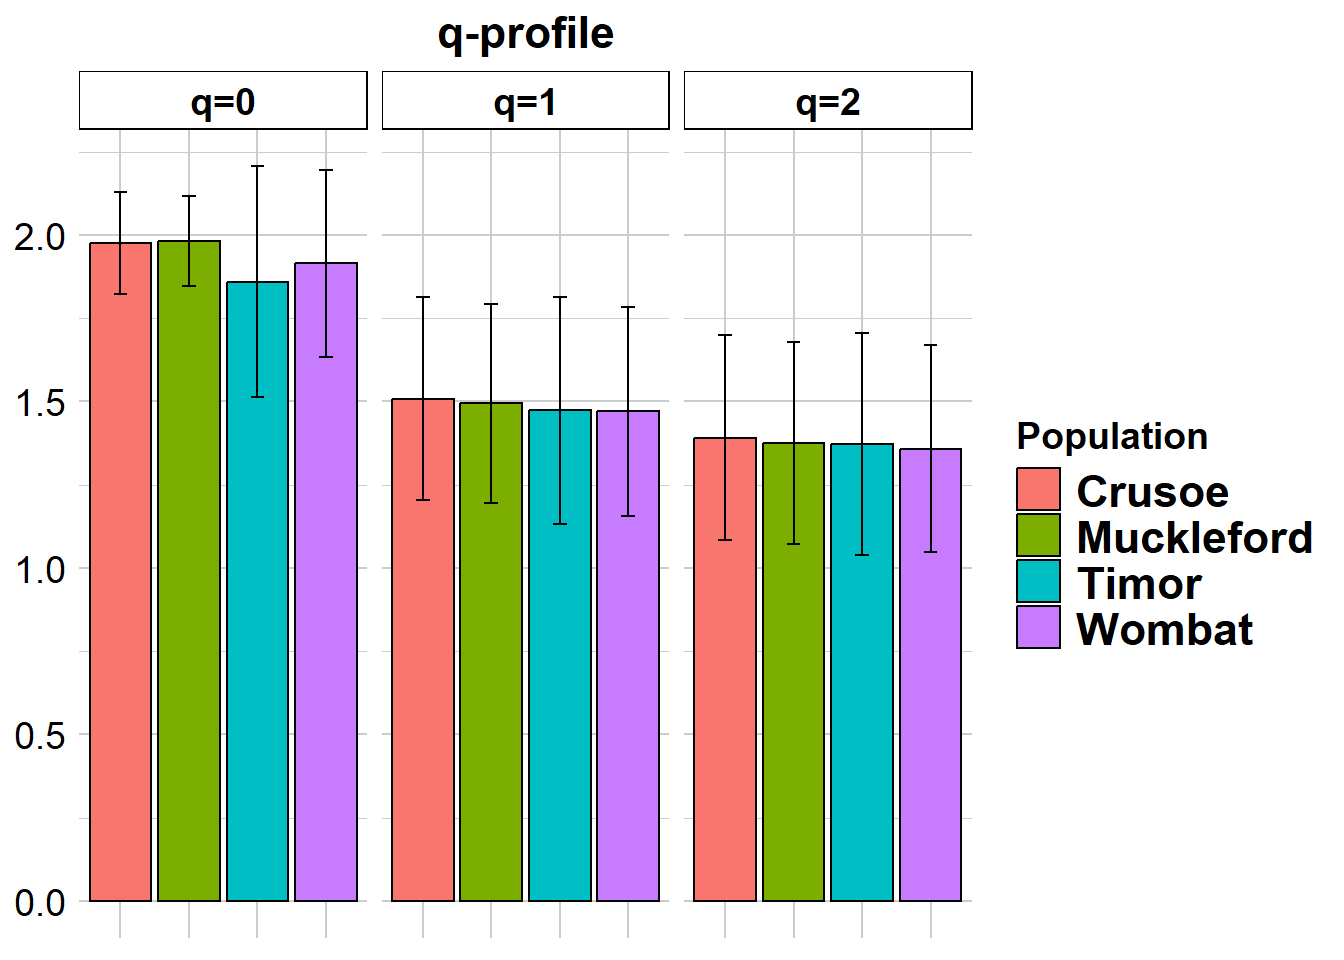 q-profile
q=0
q=1
q=2
2.0
1.5
1.0
0.5
0.0
Population
Crusoe
Muckleford
Timor
Wombat